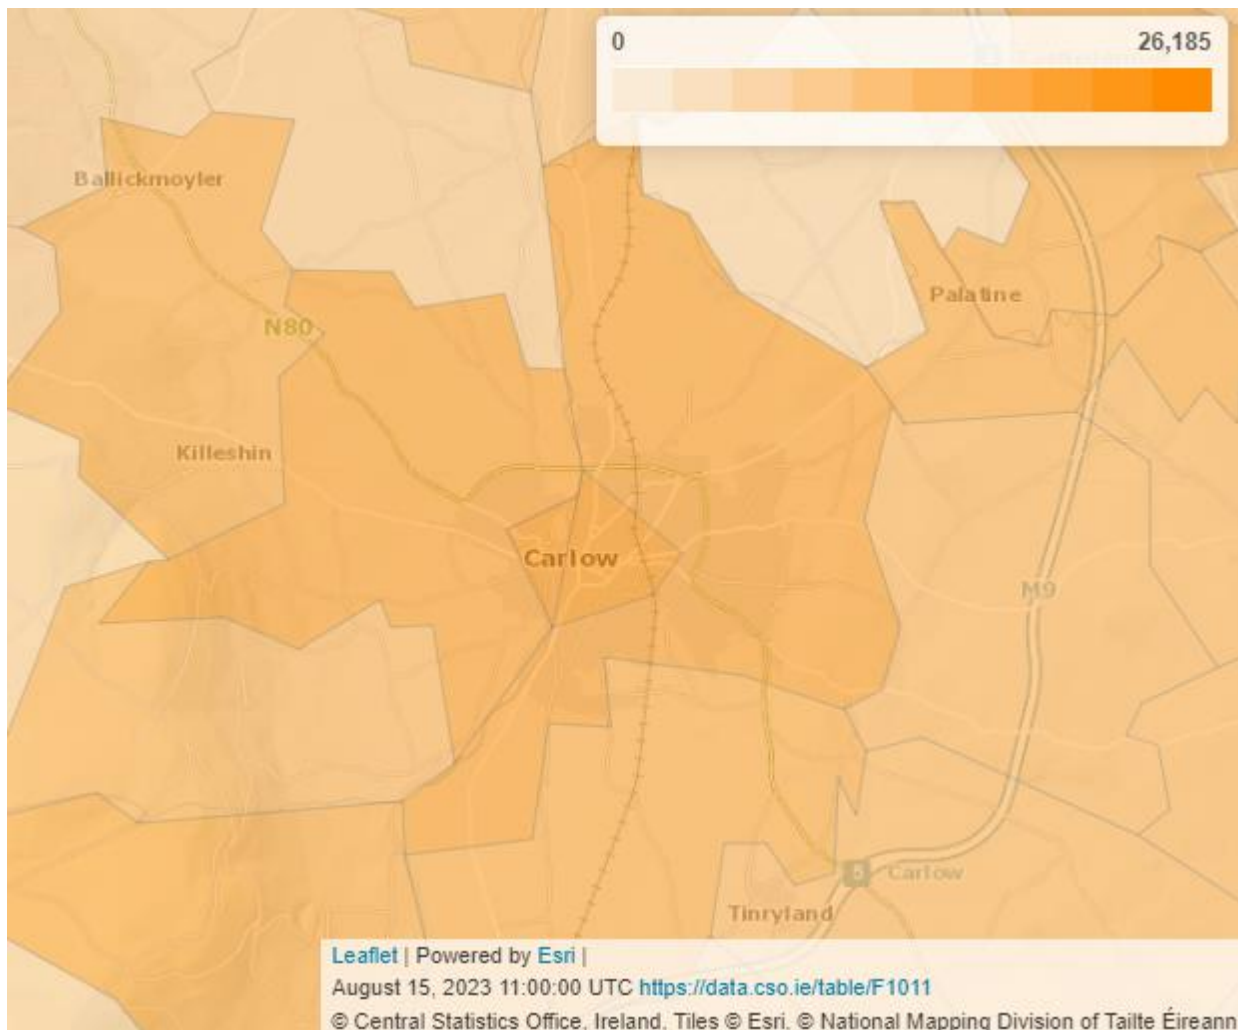 0
26,185
Ballickmoyler
Palatine
N80
Killeshin
Carlow
M9
5
Carlow
Tinryland
Leaflet | Powered by Esri |
August 15, 2023 11:00:00 UTC https://data.cso.ie/table/F1011
© Central Statistics Office, Ireland, Tiles © Esri, © National Mapping Division of Tailte Éireann